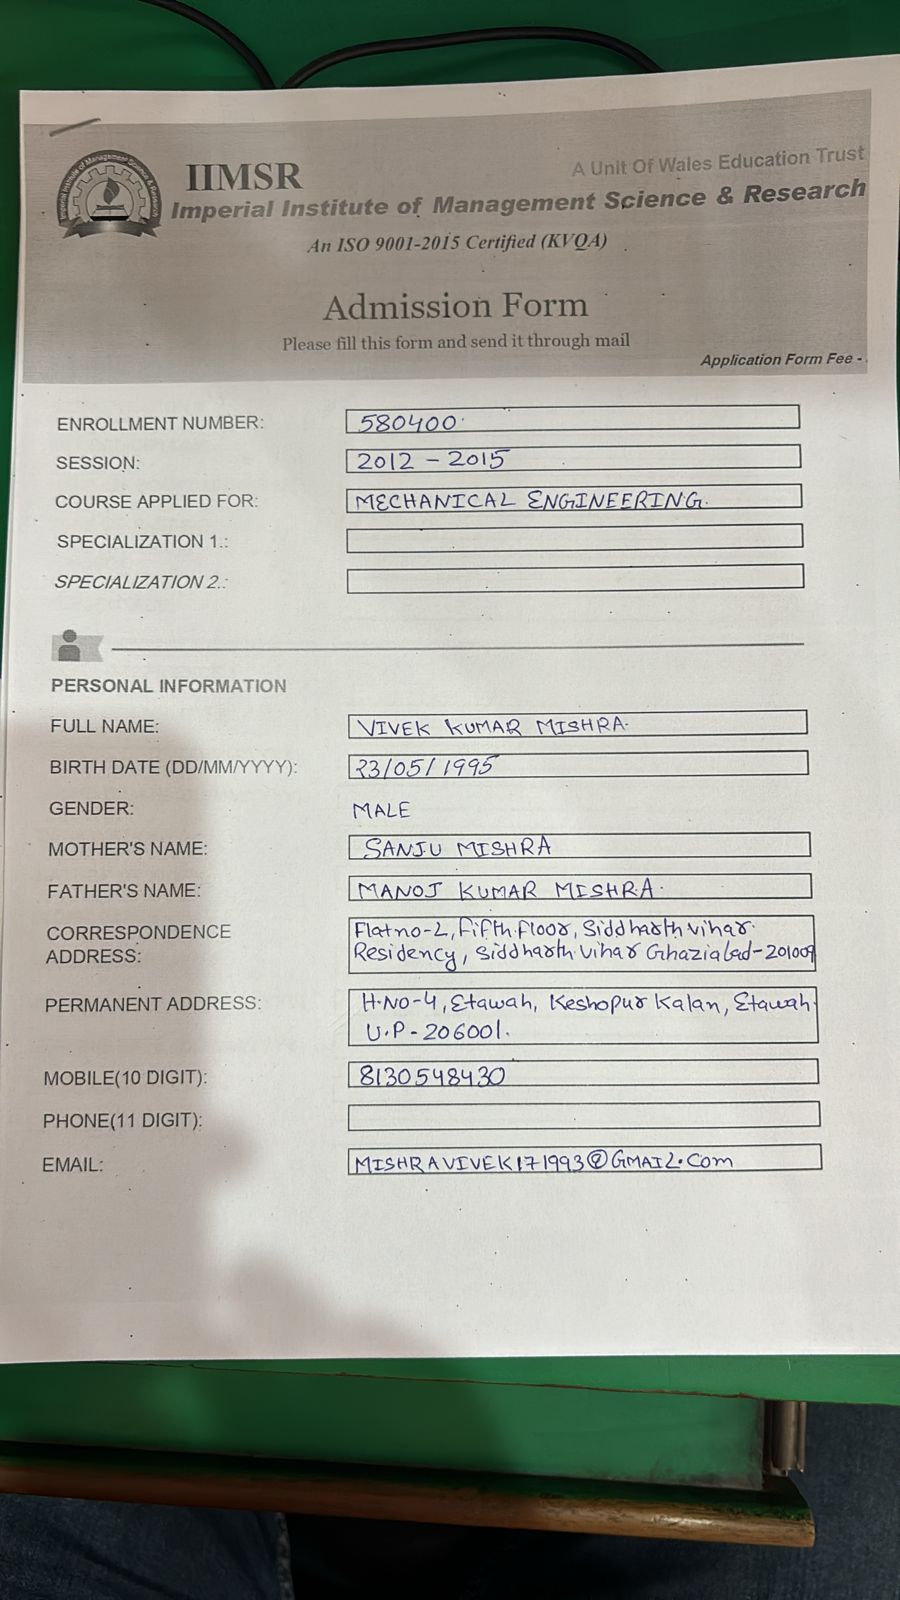 Imperial Institute of Management Science & Research
IIMSR
A Unit Of Wales Education Trust
Imperial Institute of Management Science & Research
An ISO 9001-2015 Certified (KVQA)
Admission Form
Please fill this form and send it through mail
Application Form Fee -
ENROLLMENT NUMBER: 580400.
SESSION: 2012 - 2015
COURSE APPLIED FOR: MECHANICAL ENGINEERING.
SPECIALIZATION 1.:
SPECIALIZATION 2.:
PERSONAL INFORMATION
FULL NAME: VIVEK KUMAR MISHRA.
BIRTH DATE (DD/MM/YYYY): 23/05/1995
GENDER: MALE
MOTHER'S NAME: SANJU MISHRA
FATHER'S NAME: MANOJ KUMAR MISHRA.
CORRESPONDENCE ADDRESS: Flat no-2, Fifth floor, Siddharth vihar
Residency, Siddharth vihar Ghaziabad-201009
PERMANENT ADDRESS: H.NO-4, Etawah, Keshopur Kalan, Etawah
U.P-206001.
MOBILE(10 DIGIT): 8130548430
PHONE(11 DIGIT):
EMAIL: MISHRAVIVEK171993@GMAIL.Com